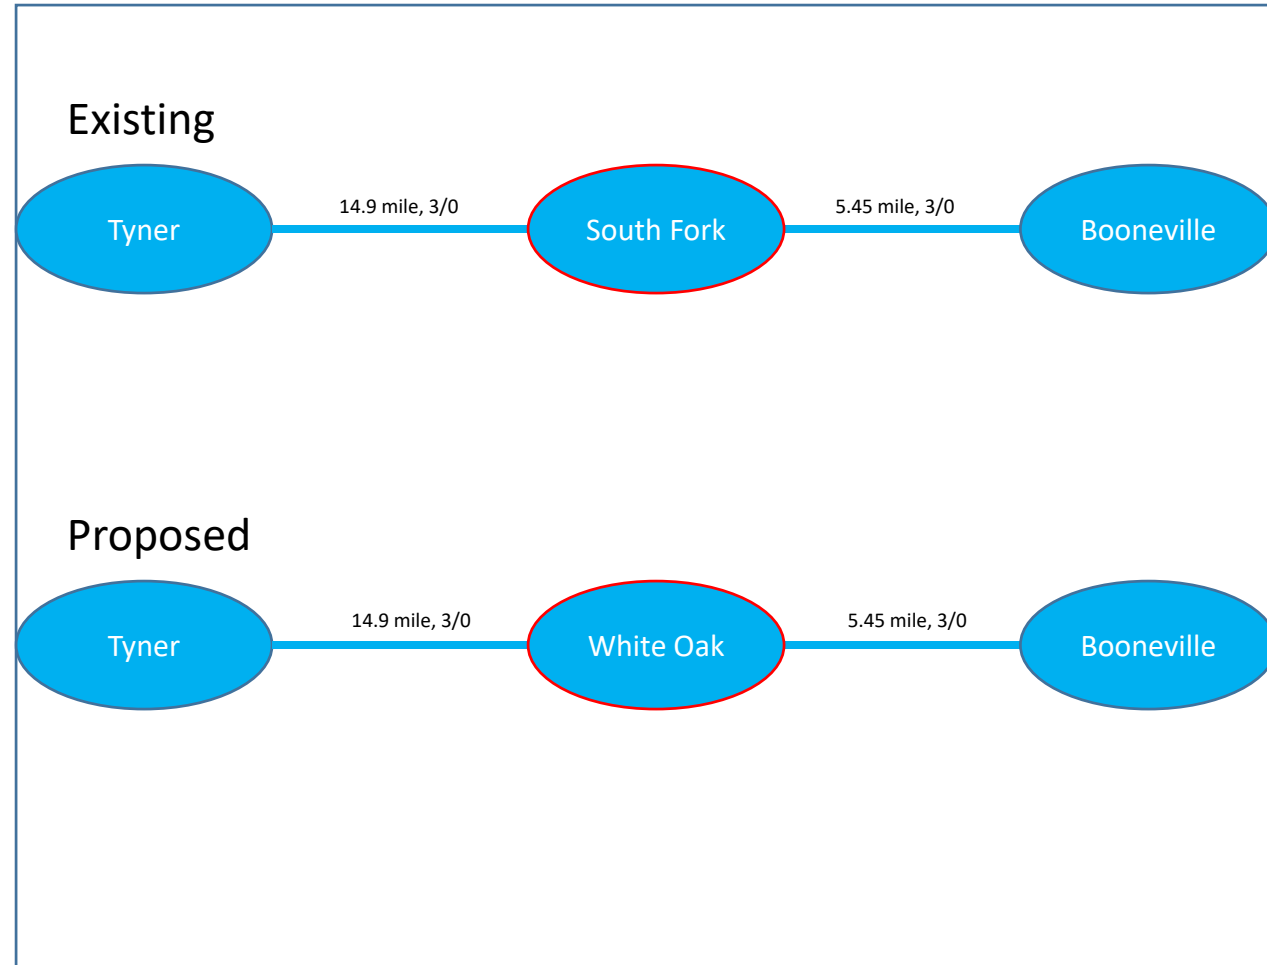 Existing
14.9 mile, 3/0
5.45 mile, 3/0
Tyner
South Fork
Booneville
Proposed
14.9 mile, 3/0
5.45 mile, 3/0
Tyner
White Oak
Booneville